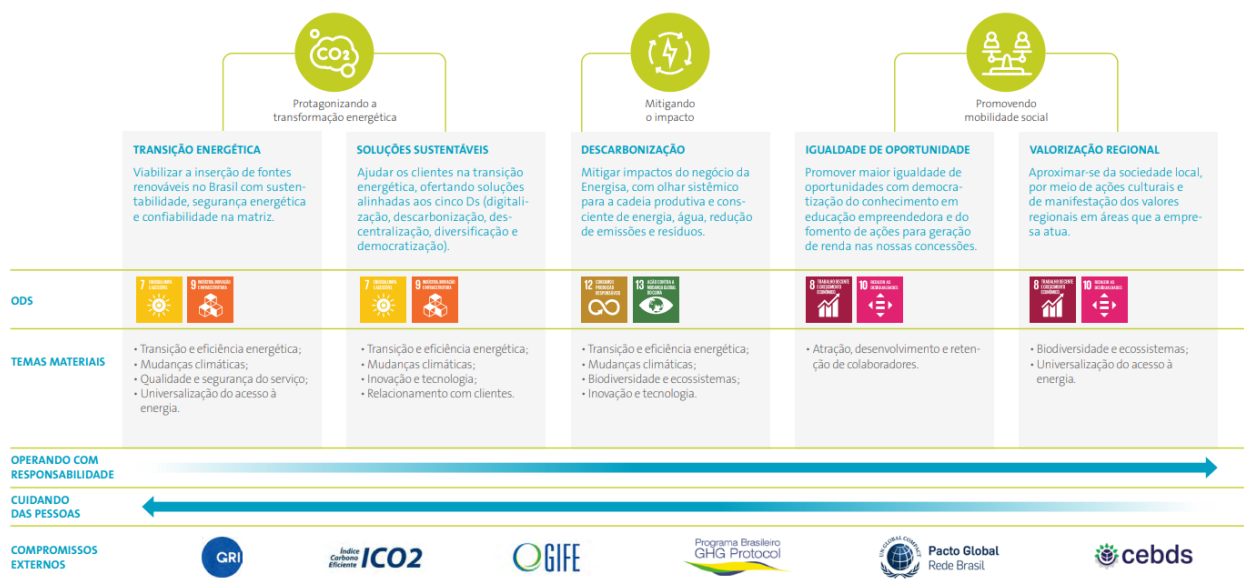 CO2
Protagonizando a
transformação energética
Mitigando
o impacto
Promovendo
mobilidade social
TRANSIÇÃO ENERGÉTICA
Viabilizar a inserção de fontes
renováveis no Brasil com susten-
tabilidade, segurança energética
e confiabilidade na matriz.
SOLUÇÕES SUSTENTÁVEIS
Ajudar os clientes na transição
energética, ofertando soluções
alinhadas aos cinco Ds (digitali-
zação, descarbonização, des-
centralização, diversificação e
democratização).
DESCARBONIZAÇÃO
Mitigar impactos do negócio da
Energisa, com olhar sistêmico
para a cadeia produtiva e cons-
ciente de energia, água, redução
de emissões e resíduos.
IGUALDADE DE OPORTUNIDADE
Promover maior igualdade de
oportunidades com democra-
tização do conhecimento em
educação empreendedora e do
fomento de ações para geração
de renda nas nossas concessões.
VALORIZAÇÃO REGIONAL
Aproximar-se da sociedade local,
por meio de ações culturais e
de manifestação dos valores
regionais em áreas que a empre-
sa atua.
ODS
7
9
7
9
12
13
8
10
8
10
TEMAS MATERIAIS
• Transição e eficiência energética;
• Mudanças climáticas;
• Qualidade e segurança do serviço;
• Universalização do acesso à
energia.
• Transição e eficiência energética;
• Mudanças climáticas;
• Inovação e tecnologia;
• Relacionamento com clientes.
• Transição e eficiência energética;
• Mudanças climáticas;
• Biodiversidade e ecossistemas;
• Inovação e tecnologia.
• Atração, desenvolvimento e reten-
ção de colaboradores.
• Biodiversidade e ecossistemas;
• Universalização do acesso à
energia.
OPERANDO COM
RESPONSABILIDADE
CUIDANDO
DAS PESSOAS
COMPROMISSOS
EXTERNOS
GRI
Índice
Carbono
Eficiente
ICO2
GIFE
Programa Brasileiro
GHG Protocol
UN GLOBAL COMPACT
Pacto Global
Rede Brasil
cebds